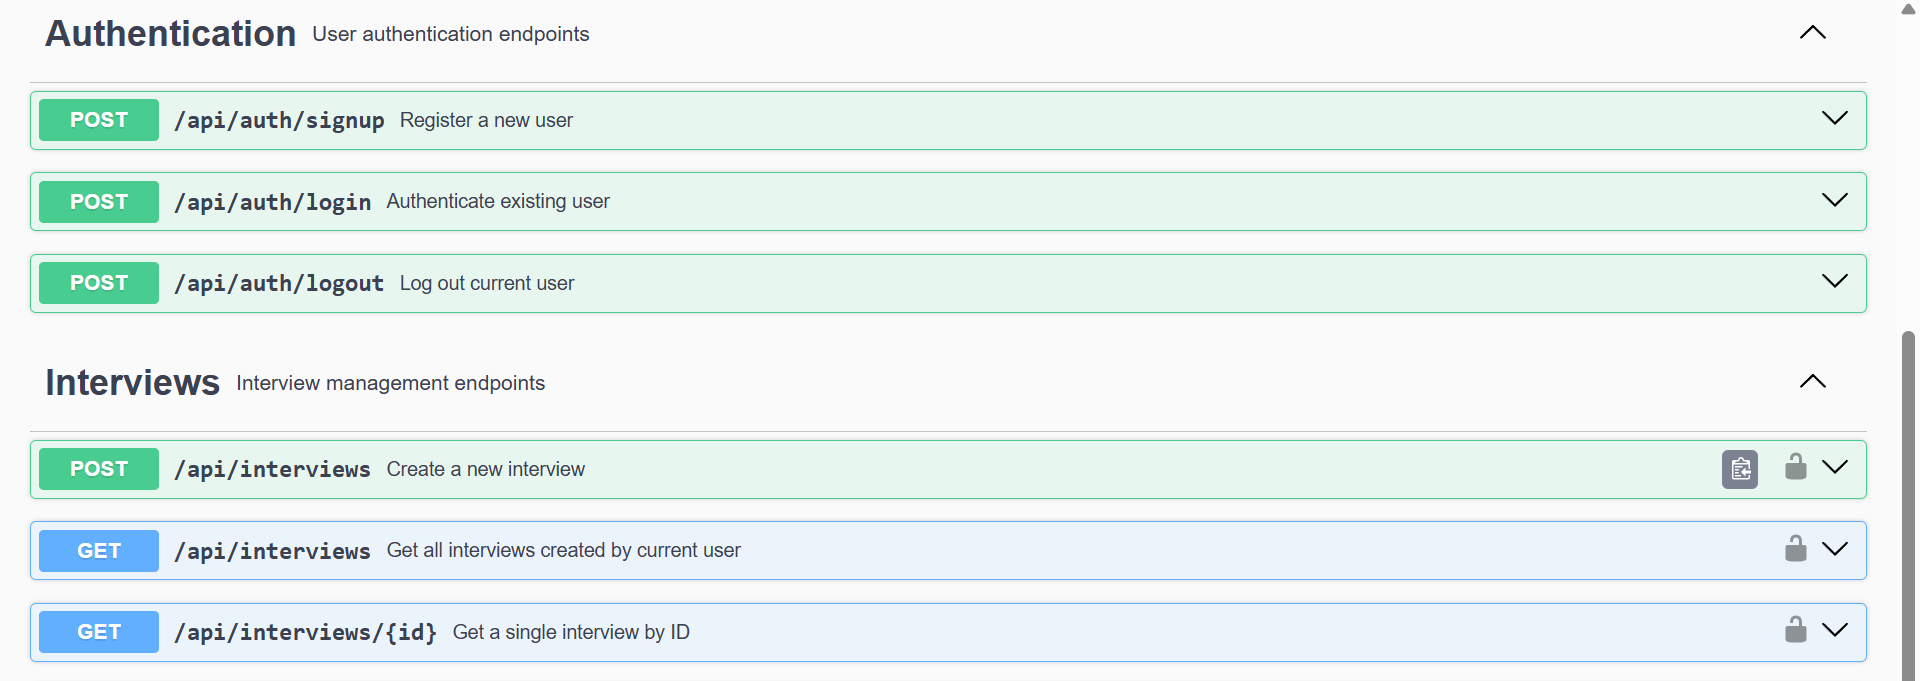 Authentication User authentication endpoints
POST /api/auth/signup Register a new user
POST /api/auth/login Authenticate existing user
POST /api/auth/logout Log out current user
Interviews Interview management endpoints
POST /api/interviews Create a new interview
GET /api/interviews Get all interviews created by current user
GET /api/interviews/{id} Get a single interview by ID